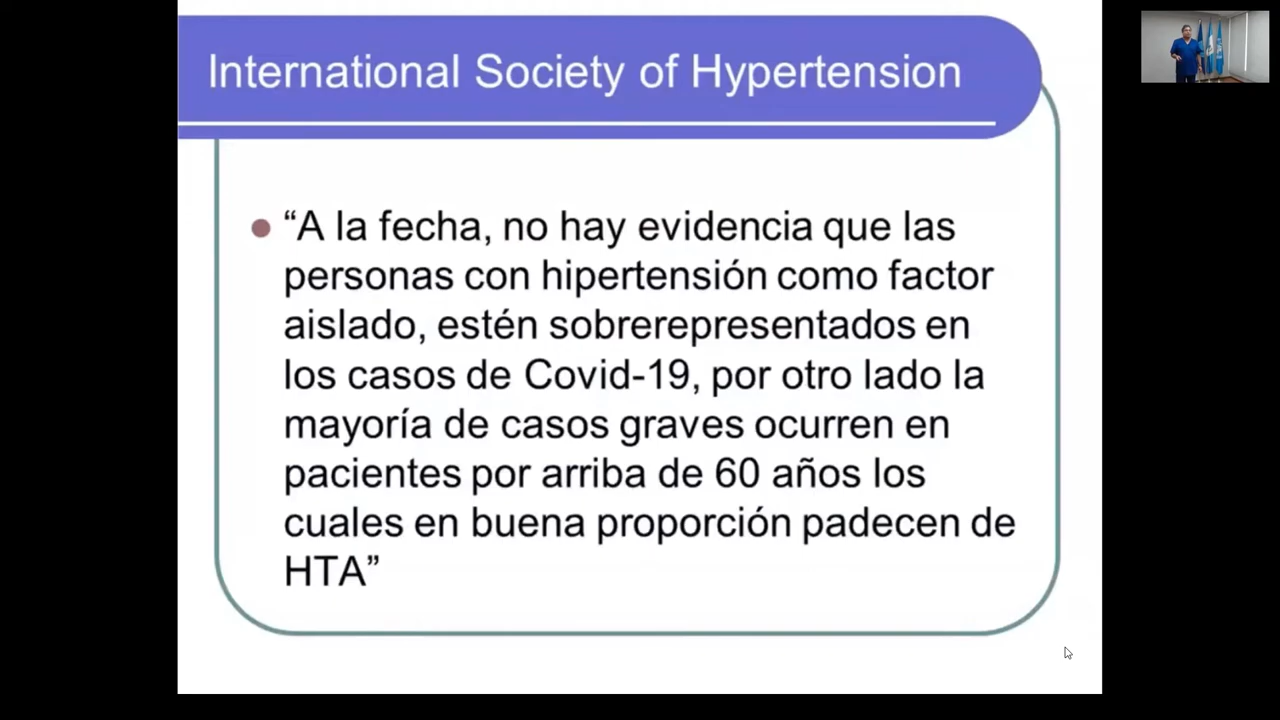 International Society of Hypertension
“A la fecha, no hay evidencia que las
personas con hipertensión como factor
aislado, estén sobrerepresentados en
los casos de Covid-19, por otro lado la
mayoría de casos graves ocurren en
pacientes por arriba de 60 años los
cuales en buena proporción padecen de
HTA”